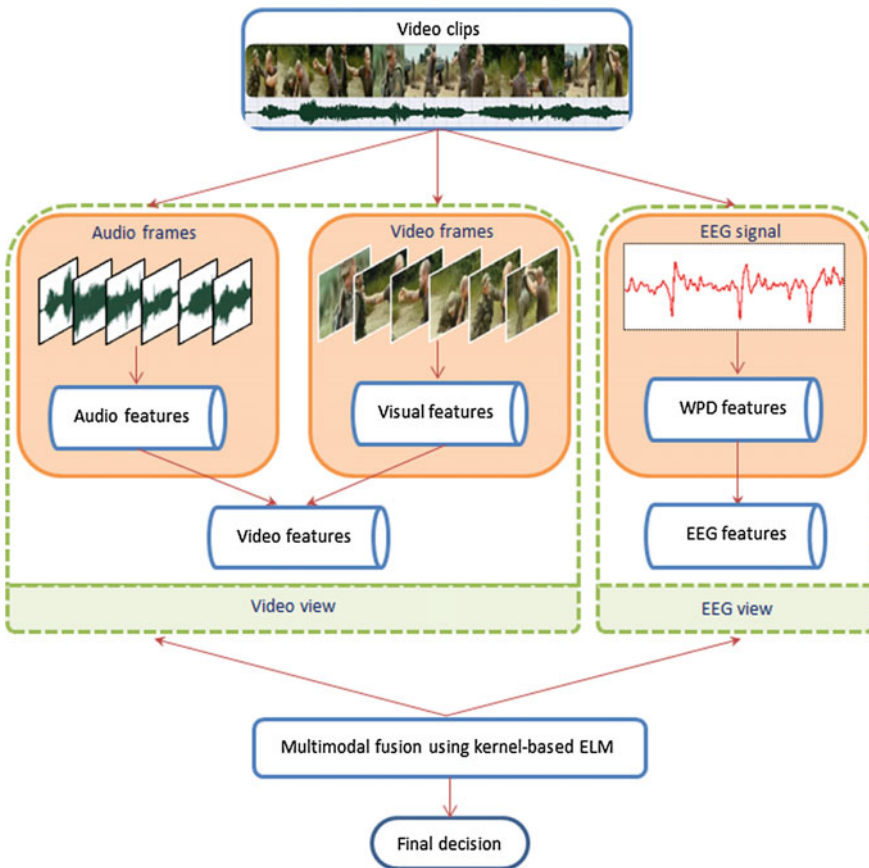 Video clips
Audio frames
Video frames
EEG signal
Audio features
Visual features
WPD features
Video features
EEG features
Video view
EEG view
Multimodal fusion using kernel-based ELM
Final decision